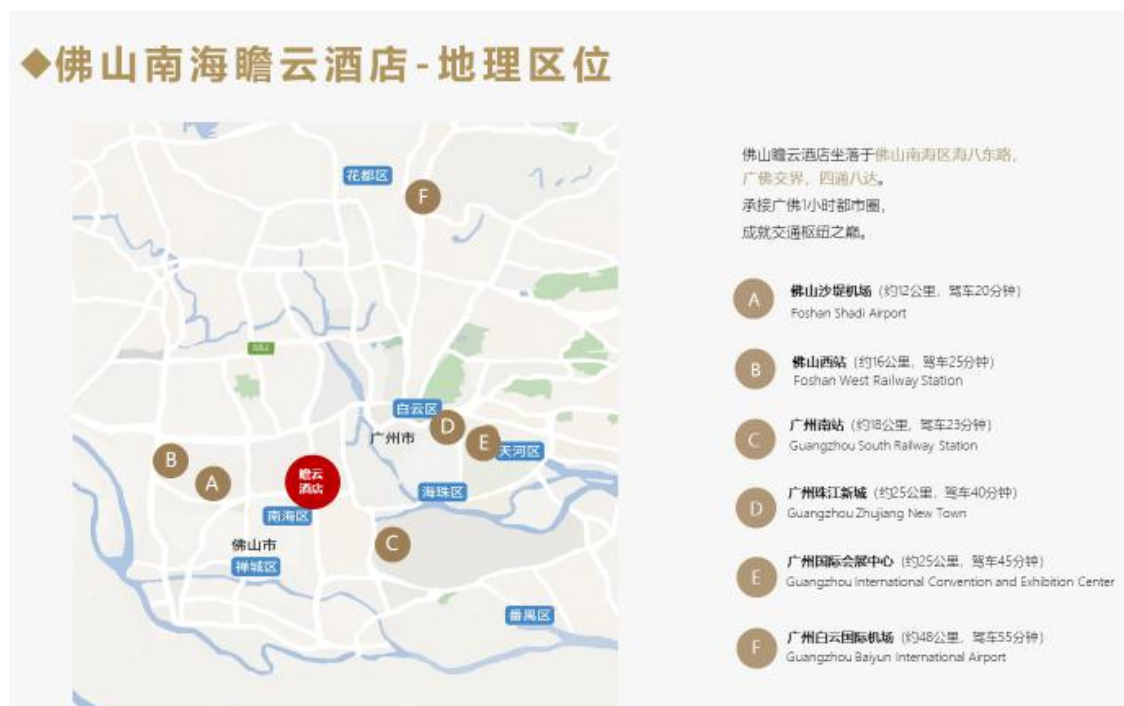 ◆佛山南海瞻云酒店-地理区位
佛山瞻云酒店坐落于佛山南海区海八东路,
广佛交界, 四通八达。
承接广佛1小时都市圈,
成就交通枢纽之巅。
花都区
F
白云区
D
广州市
E
天河区
B
A
瞻云
酒店
海珠区
南海区
佛山市
C
禅城区
番禺区
A
佛山沙堤机场 (约12公里, 驾车20分钟)
Foshan Shadi Airport
B
佛山西站 (约16公里, 驾车25分钟)
Foshan West Railway Station
C
广州南站 (约18公里, 驾车23分钟)
Guangzhou South Railway Station
D
广州珠江新城 (约25公里, 驾车40分钟)
Guangzhou Zhujiang New Town
E
广州国际会展中心 (约25公里, 驾车45分钟)
Guangzhou International Convention and Exhibition Center
F
广州白云国际机场 (约48公里, 驾车55分钟)
Guangzhou Baiyun International Airport